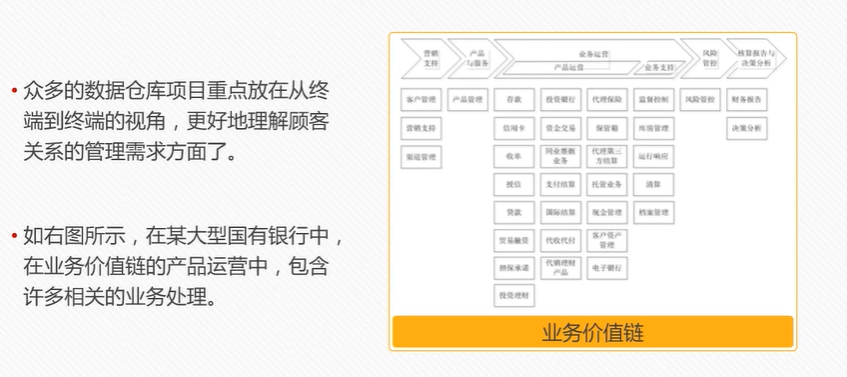 众多的数据仓库项目重点放在从终
端到终端的视角，更好地理解顾客
关系的管理需求方面了。
如右图所示，在某大型国有银行中，
在业务价值链的产品运营中，包含
许多相关的业务处理。
营销
支持
产品
与服务
业务运营
产品运营
业务支持
风险
管控
核算报告与
决策分析
客户管理
产品管理
存款
投资银行
代理保险
监督控制
风险管控
财务报告
营销支持
信用卡
资金交易
保管箱
库房管理
决策分析
渠道管理
收单
同业票据
业务
代理第三
方结算
运行响应
授信
支付结算
托管业务
清算
贷款
国际结算
现金管理
档案管理
贸易融资
代收代付
客户资产
管理
担保承诺
代销理财
产品
电子银行
投资理财
业务价值链